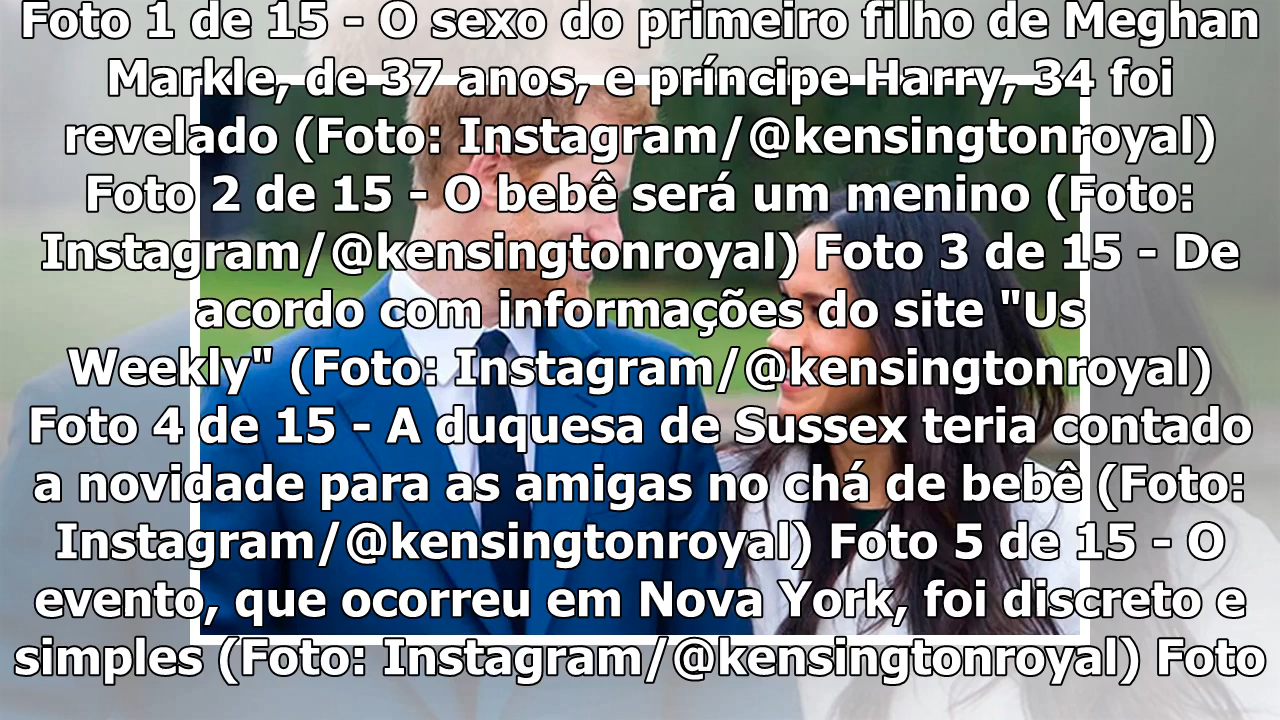 Foto 1 de 15 - O sexo do primeiro filho de Meghan
Markle, de 37 anos, e príncipe Harry, 34 foi
revelado (Foto: Instagram/@kensingtonroyal)
Foto 2 de 15 - O bebê será um menino (Foto:
Instagram/@kensingtonroyal) Foto 3 de 15 - De
acordo com informações do site "Us
Weekly" (Foto: Instagram/@kensingtonroyal)
Foto 4 de 15 - A duquesa de Sussex teria contado
a novidade para as amigas no chá de bebê (Foto:
Instagram/@kensingtonroyal) Foto 5 de 15 - O
evento, que ocorreu em Nova York, foi discreto e
simples (Foto: Instagram/@kensingtonroyal) Foto